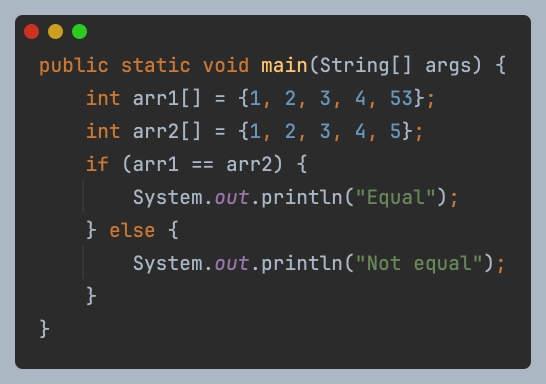 public static void main(String[] args) {
    int arr1[] = {1, 2, 3, 4, 53};
    int arr2[] = {1, 2, 3, 4, 5};
    if (arr1 == arr2) {
        System.out.println("Equal");
    } else {
        System.out.println("Not equal");
    }
}